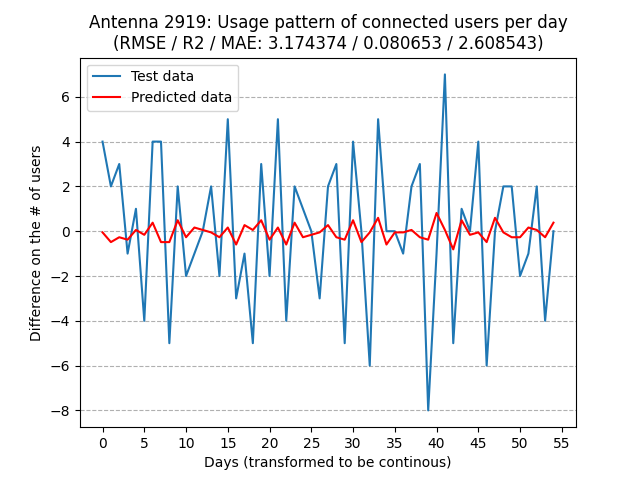 Antenna 2919: Usage pattern of connected users per day
(RMSE / R2 / MAE: 3.174374 / 0.080653 / 2.608543)
Test data
Predicted data
Difference on the # of users
6
4
2
0
−2
−4
−6
−8
0 5 10 15 20 25 30 35 40 45 50 55
Days (transformed to be continous)